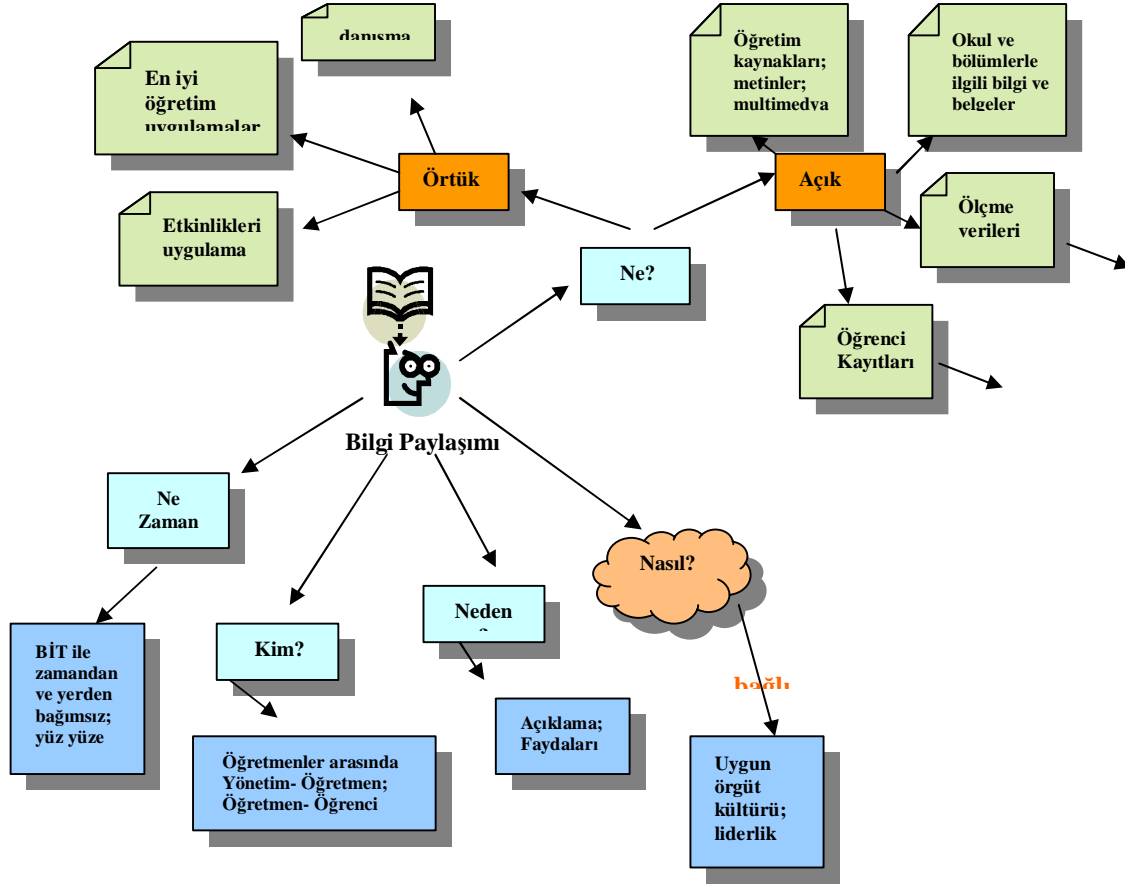 danışma
Öğretim
kaynakları;
metinler;
multimedya
Okul ve
bölümlerle
ilgili bilgi ve
belgeler
En iyi
öğretim
uygulamalar
Örtük
Açık
Etkinlikleri
uygulama
Ölçme
verileri
Ne?
Öğrenci
Kayıtları
Bilgi Paylaşımı
Ne
Zaman
Nasıl?
Neden
?
Kim?
BİT ile
zamandan
ve yerden
bağımsız;
yüz yüze
bağlı
Açıklama;
Faydaları
Öğretmenler arasında
Yönetim- Öğretmen;
Öğretmen- Öğrenci
Uygun
örgüt
kültürü;
liderlik